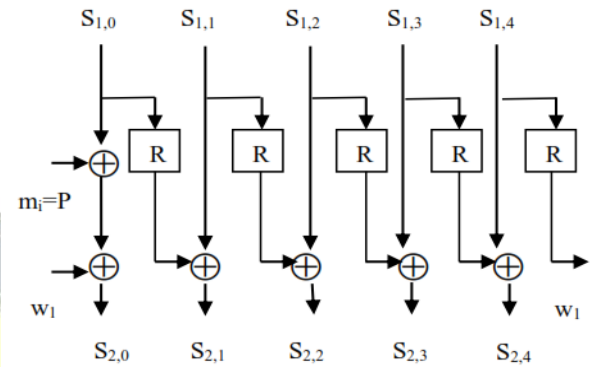 S1,0 S1,1 S1,2 S1,3 S1,4
R R R R R
mi=P
w1 w1
S2,0 S2,1 S2,2 S2,3 S2,4